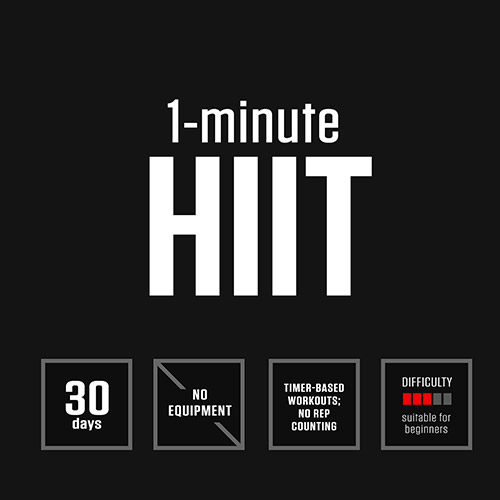 1-minute
HIIT
30
days
NO
EQUIPMENT
TIMER-BASED
WORKOUTS;
NO REP
COUNTING
DIFFICULTY
suitable for
beginners